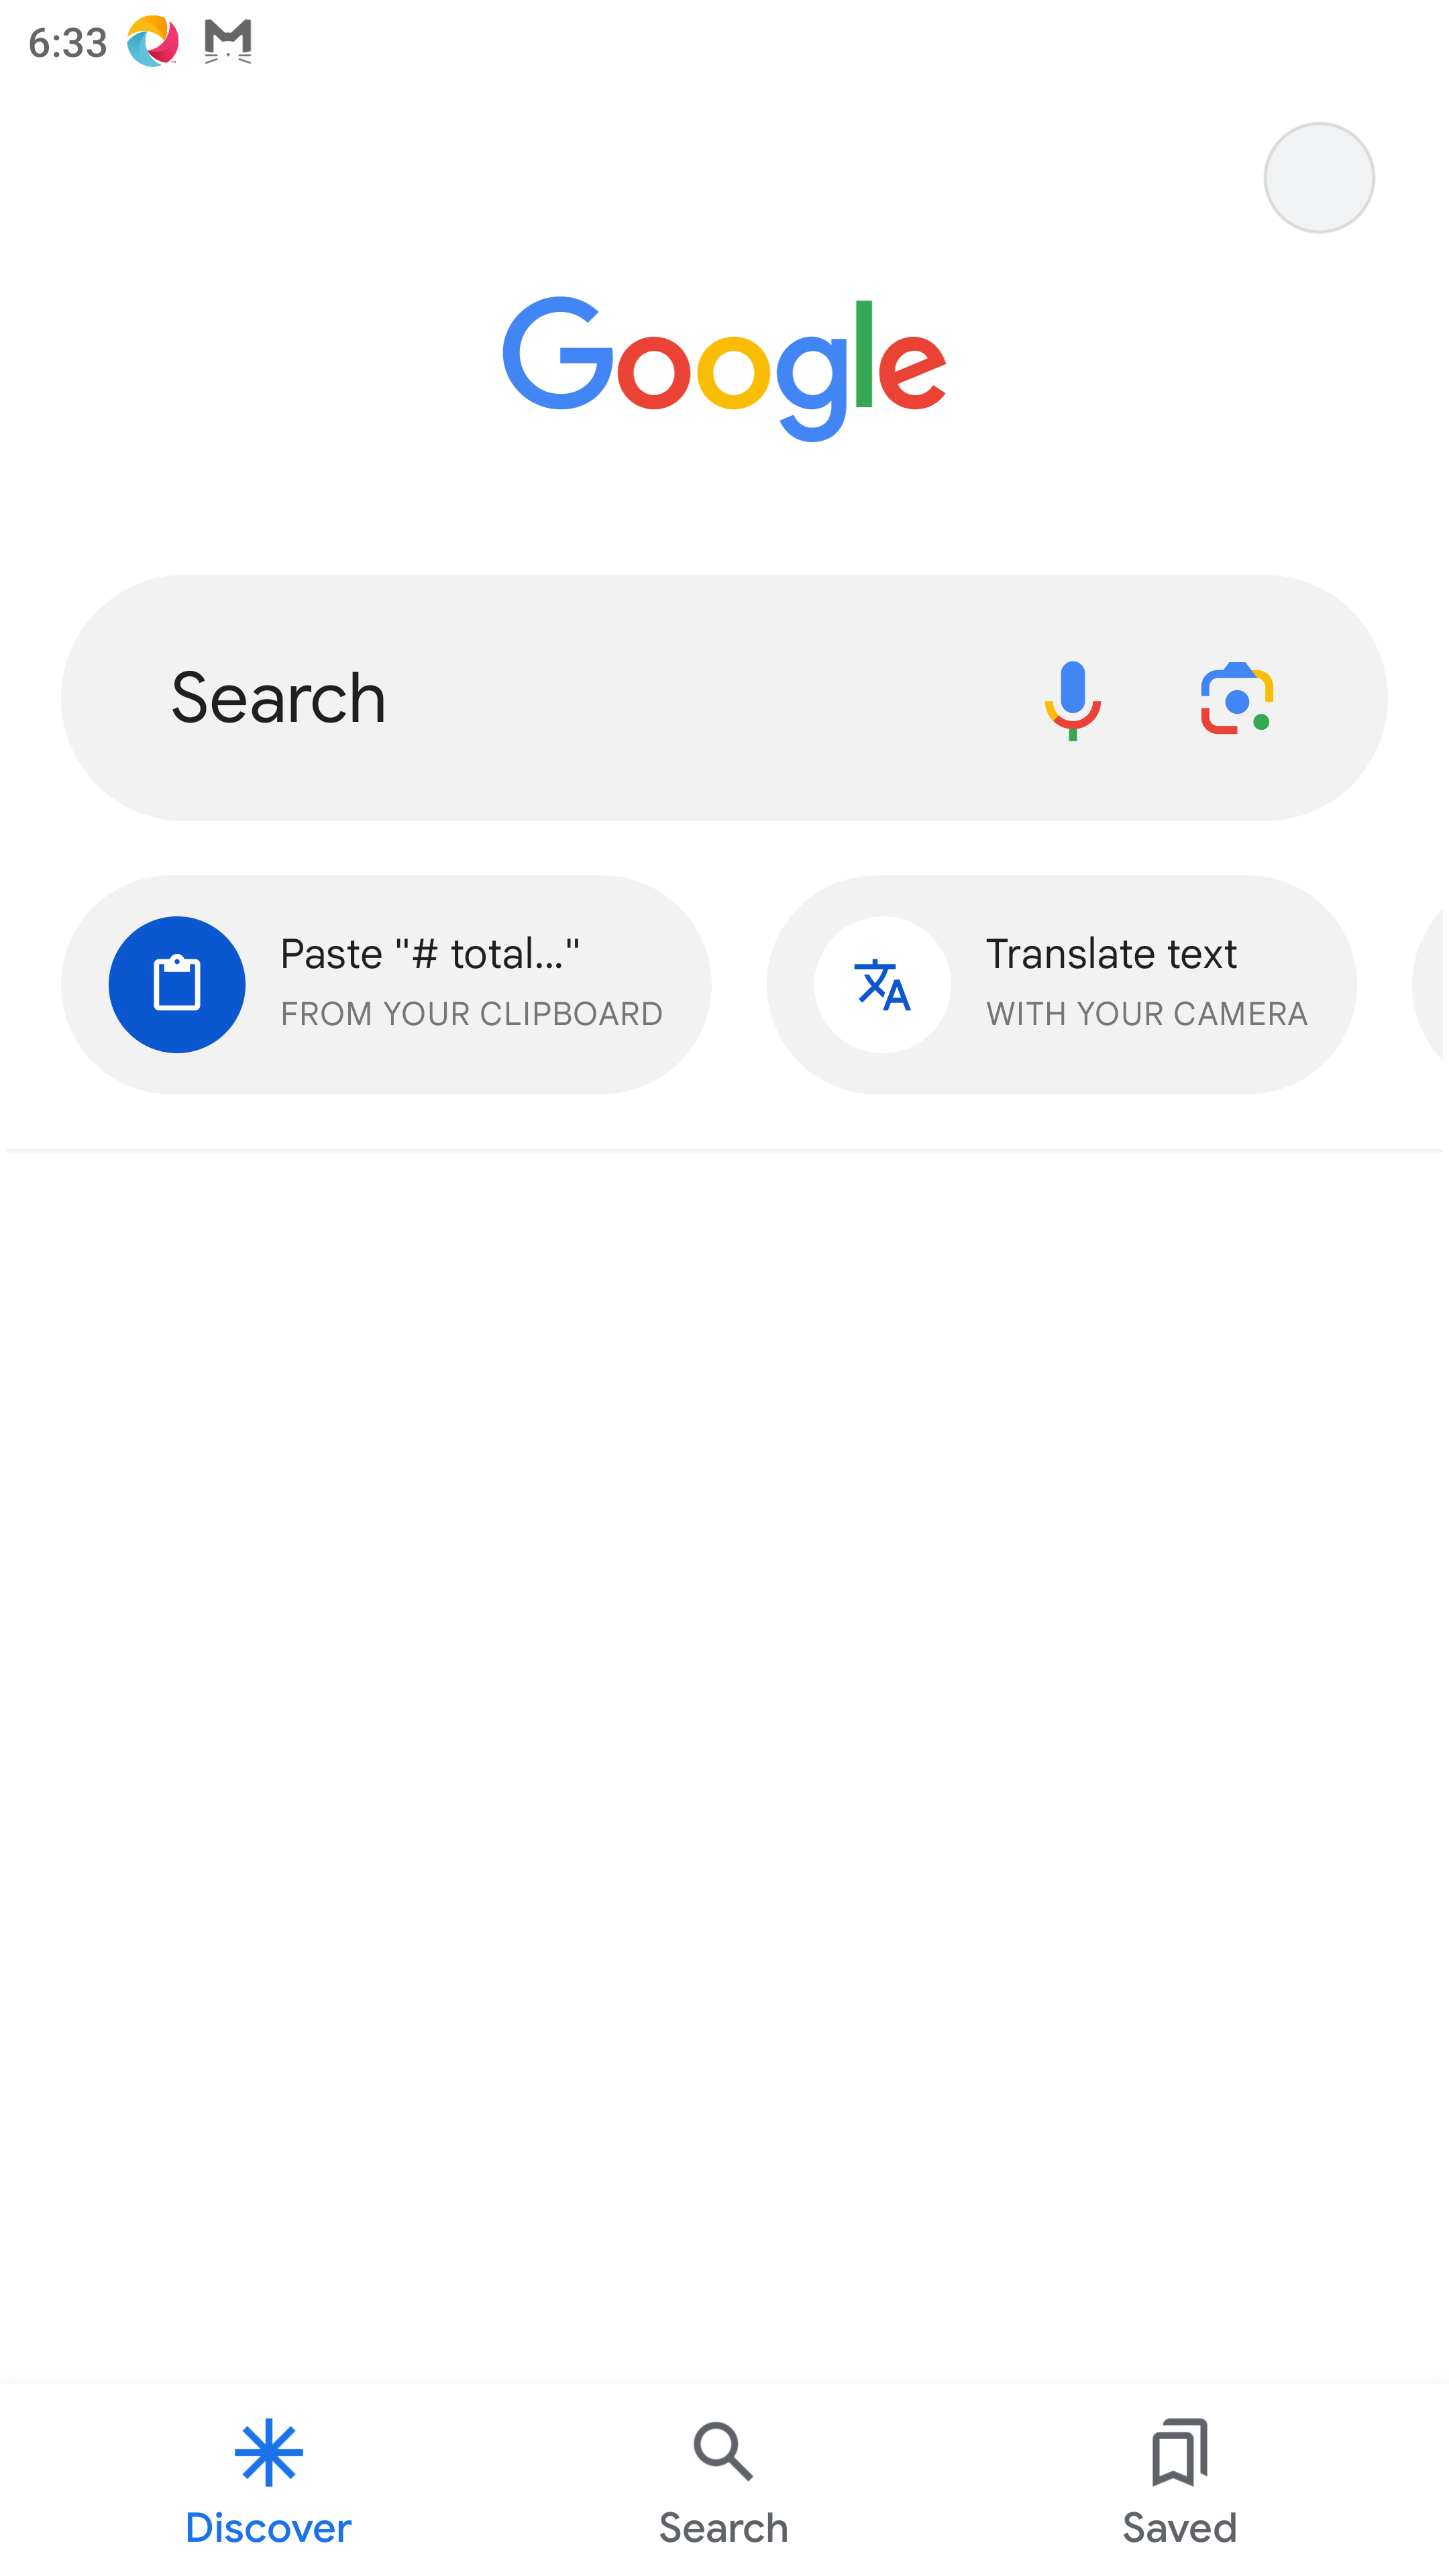 6:33
Google
Search
Paste "# total..."
FROM YOUR CLIPBOARD
Translate text
WITH YOUR CAMERA
Discover
Search
Saved